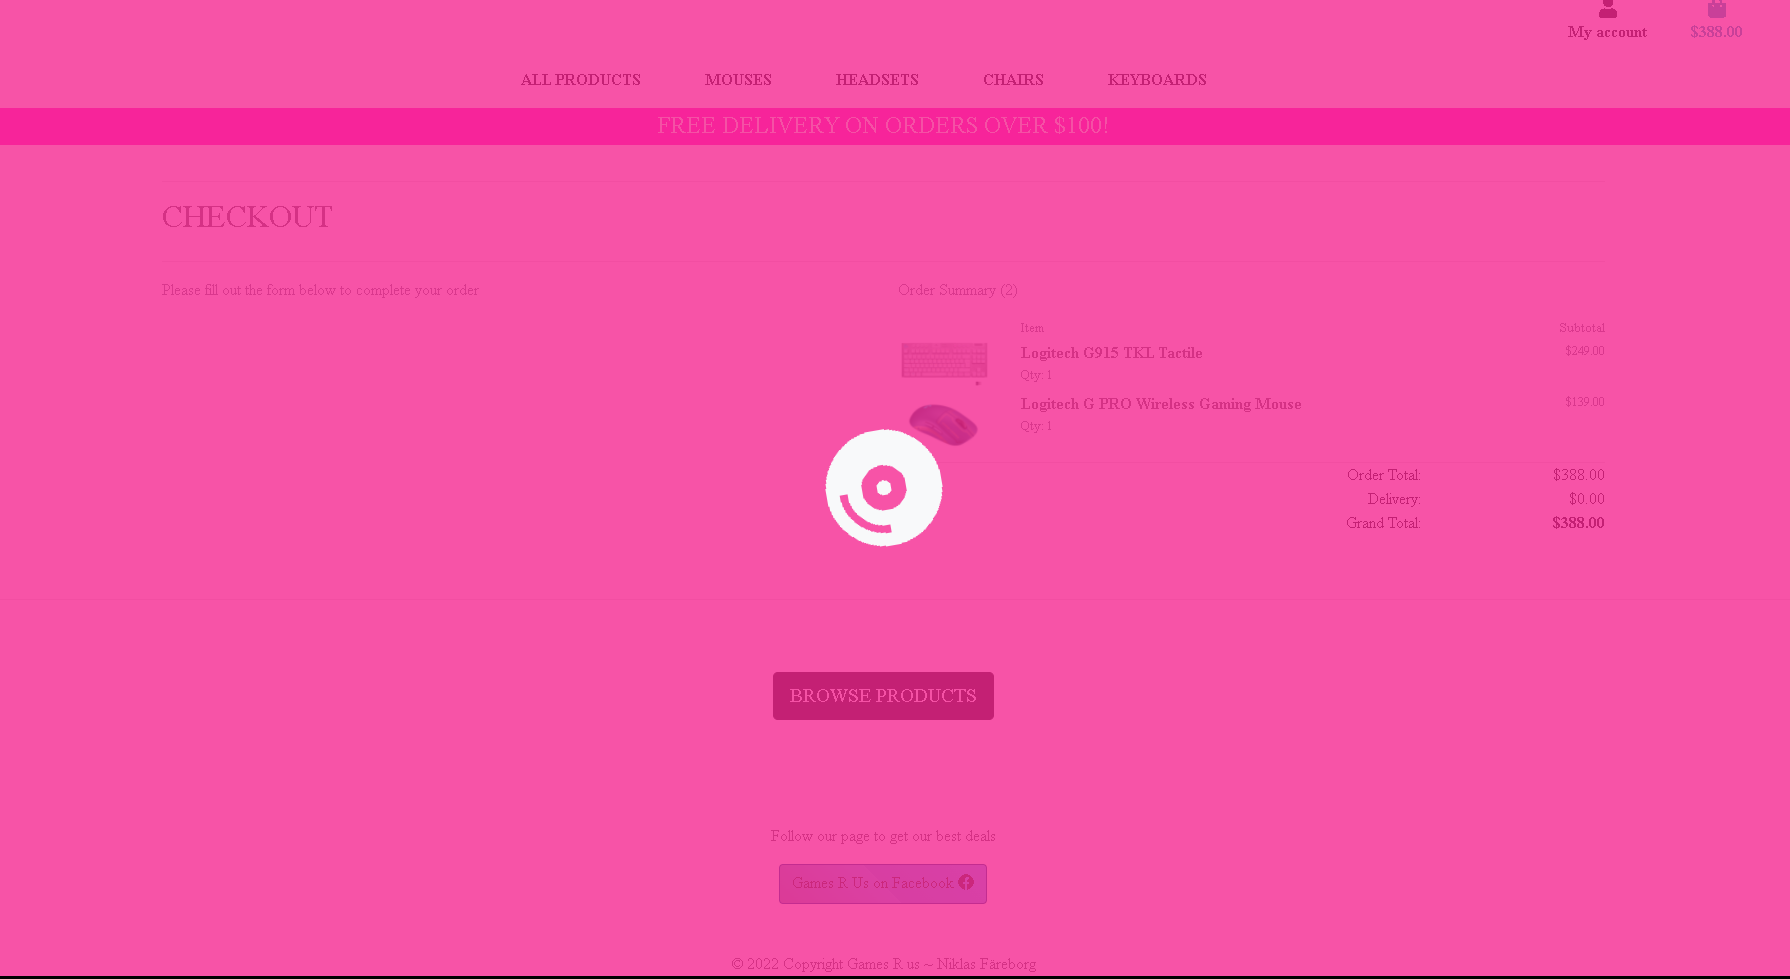 My account
$388.00
ALL PRODUCTS
MOUSES
HEADSETS
CHAIRS
KEYBOARDS
FREE DELIVERY ON ORDERS OVER $100!
CHECKOUT
Please fill out the form below to complete your order
Order Summary (2)
Item
Subtotal
Logitech G915 TKL Tactile
$249.00
Qty: 1
Logitech G PRO Wireless Gaming Mouse
$139.00
Qty: 1
Order Total:
$388.00
Delivery:
$0.00
Grand Total:
$388.00
BROWSE PRODUCTS
Follow our page to get our best deals
Games R Us on Facebook
© 2022 Copyright Games R us ~ Niklas Fåreborg